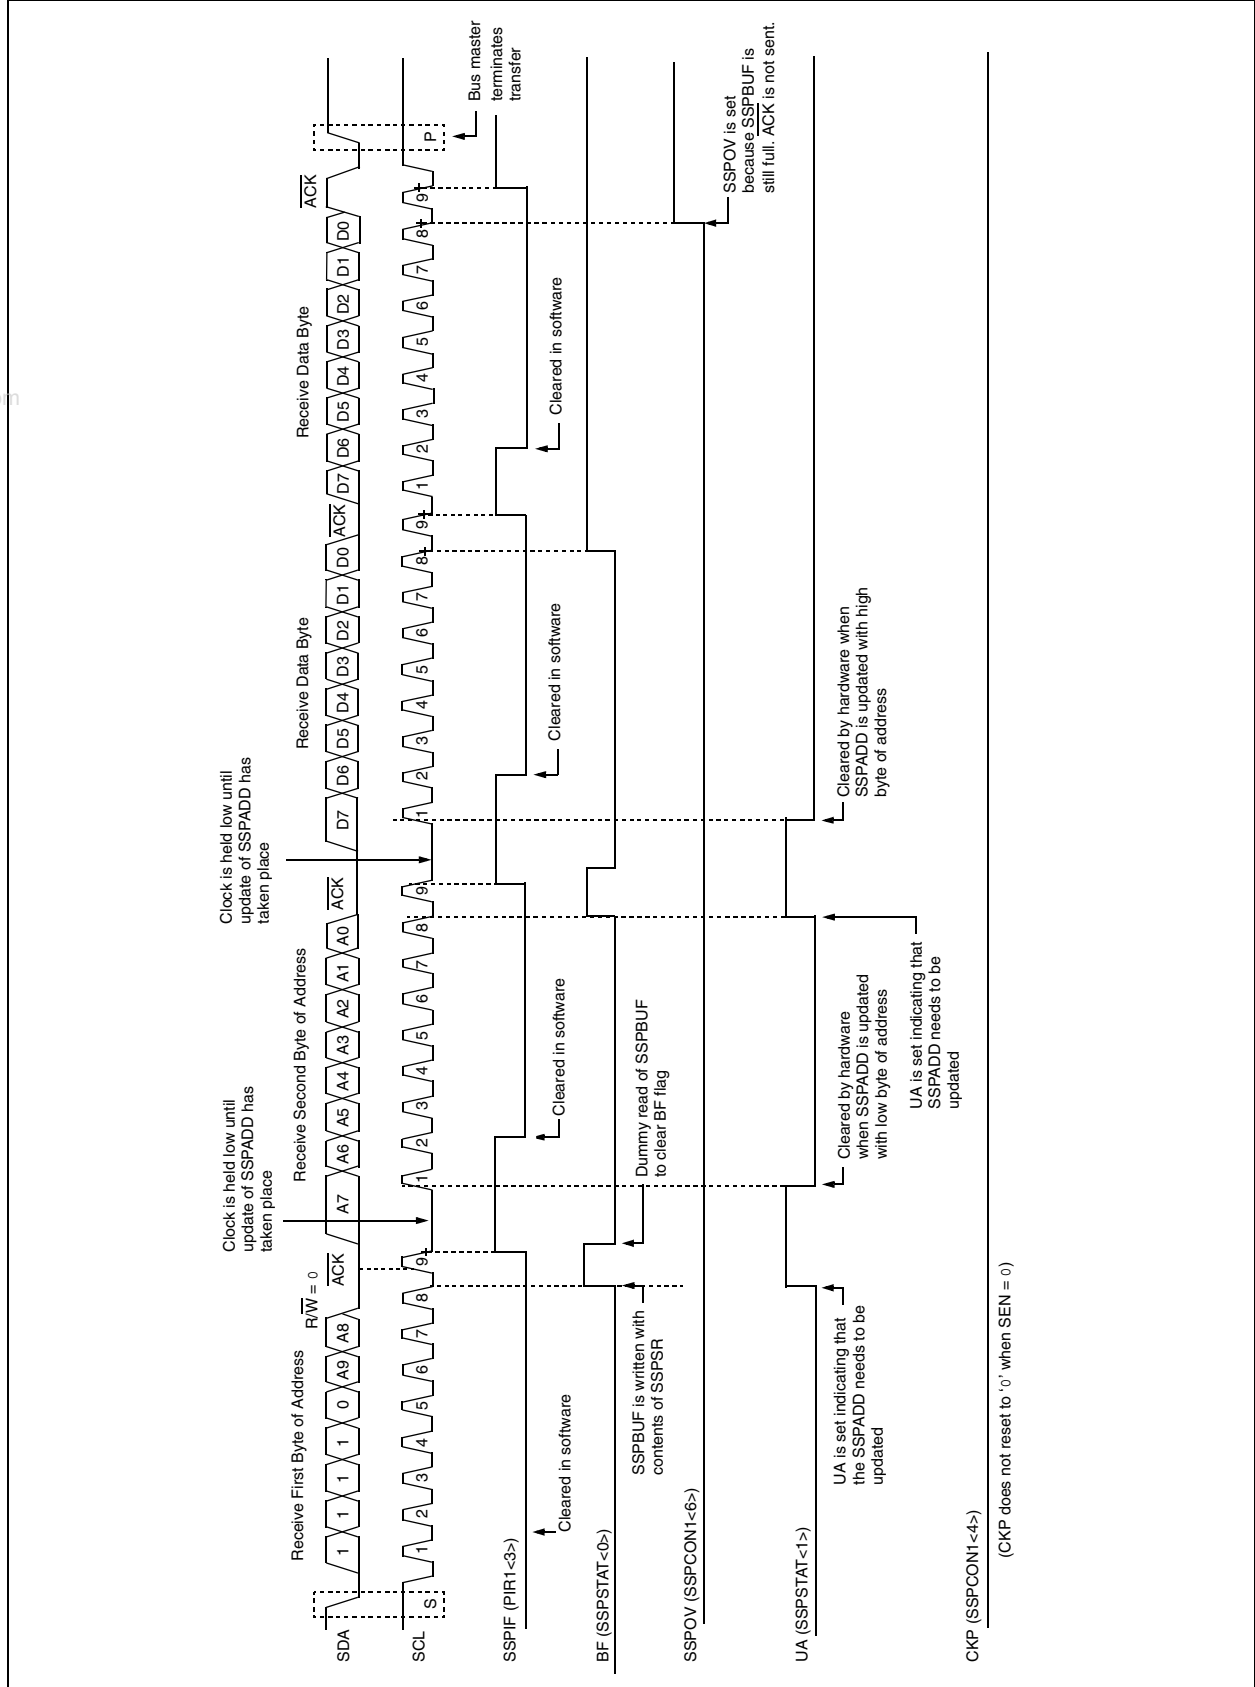 Receive First Byte of Address
R/W = 0
ACK
Clock is held low until
update of SSPADD has
taken place
Receive Second Byte of Address
ACK
Clock is held low until
update of SSPADD has
taken place
Receive Data Byte
ACK
Receive Data Byte
ACK
SDA
1 1 1 1 0 A9 A8 A7 A6 A5 A4 A3 A2 A1 A0 D7 D6 D5 D4 D3 D2 D1 D0 D7 D6 D5 D4 D3 D2 D1 D0
SCL
S 1 2 3 4 5 6 7 8 9 1 2 3 4 5 6 7 8 9 1 2 3 4 5 6 7 8 9 1 2 3 4 5 6 7 8 9 P
Bus master
terminates
transfer
SSPIF (PIR1<3>)
Cleared in software
Cleared in software
Cleared in software
Cleared in software
BF (SSPSTAT<0>)
SSPBUF is written with
contents of SSPSR
Dummy read of SSPBUF
to clear BF flag
SSPOV (SSPCON1<6>)
SSPOV is set
because SSPBUF is
still full. ACK is not sent.
UA (SSPSTAT<1>)
UA is set indicating that
the SSPADD needs to be
updated
Cleared by hardware
when SSPADD is updated
with low byte of address
UA is set indicating that
SSPADD needs to be
updated
Cleared by hardware when
SSPADD is updated with high
byte of address
CKP (SSPCON1<4>)
(CKP does not reset to ‘0’ when SEN = 0)
om